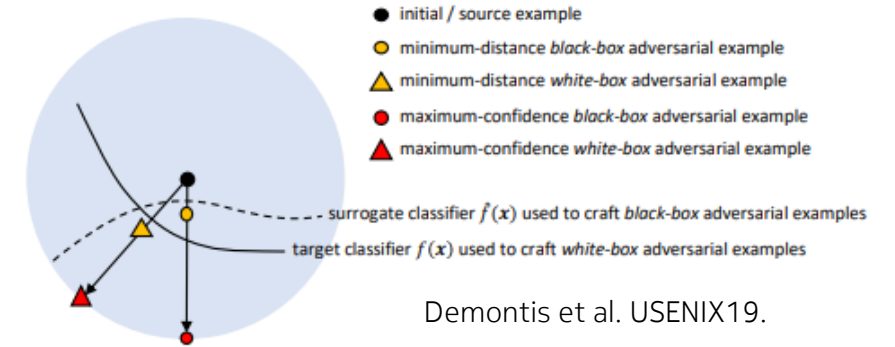 initial / source example
minimum-distance black-box adversarial example
minimum-distance white-box adversarial example
maximum-confidence black-box adversarial example
maximum-confidence white-box adversarial example
surrogate classifier f̂(x) used to craft black-box adversarial examples
target classifier f(x) used to craft white-box adversarial examples
Demontis et al. USENIX19.